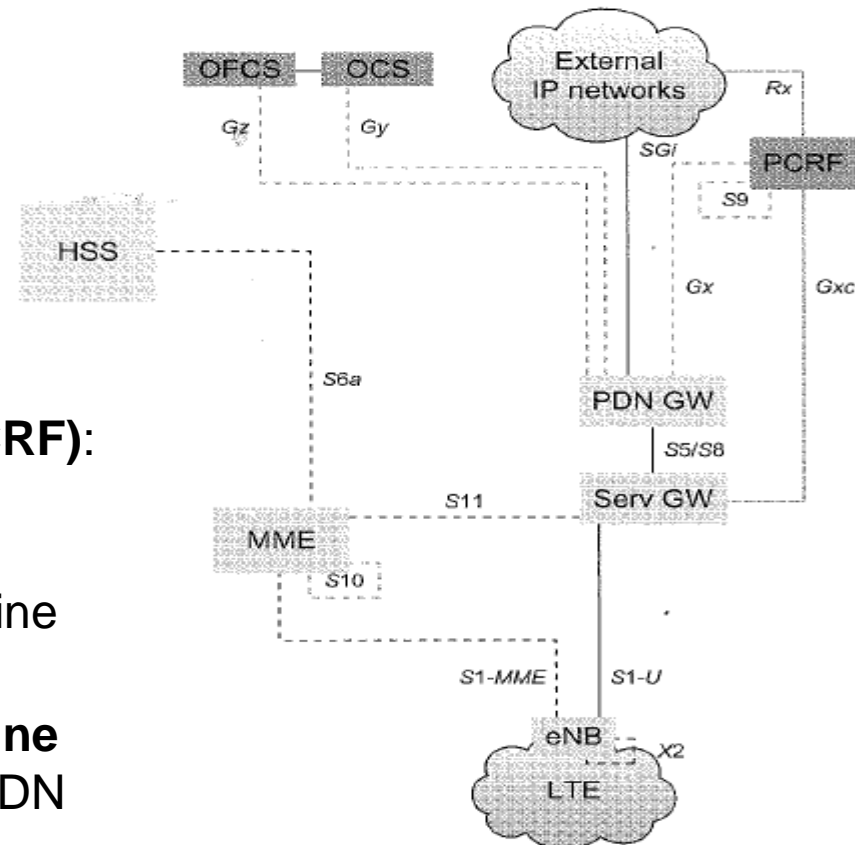 OFCS
OCS
External
IP networks
Rx
Gz
Gy
SGi
PCRF
S9
HSS
Gx
Gxc
S6a
PDN GW
RF):
S5/S8
S11
Serv GW
MME
S10
ine
S1-MME
S1-U
ne
eNB
X2
DN
LTE